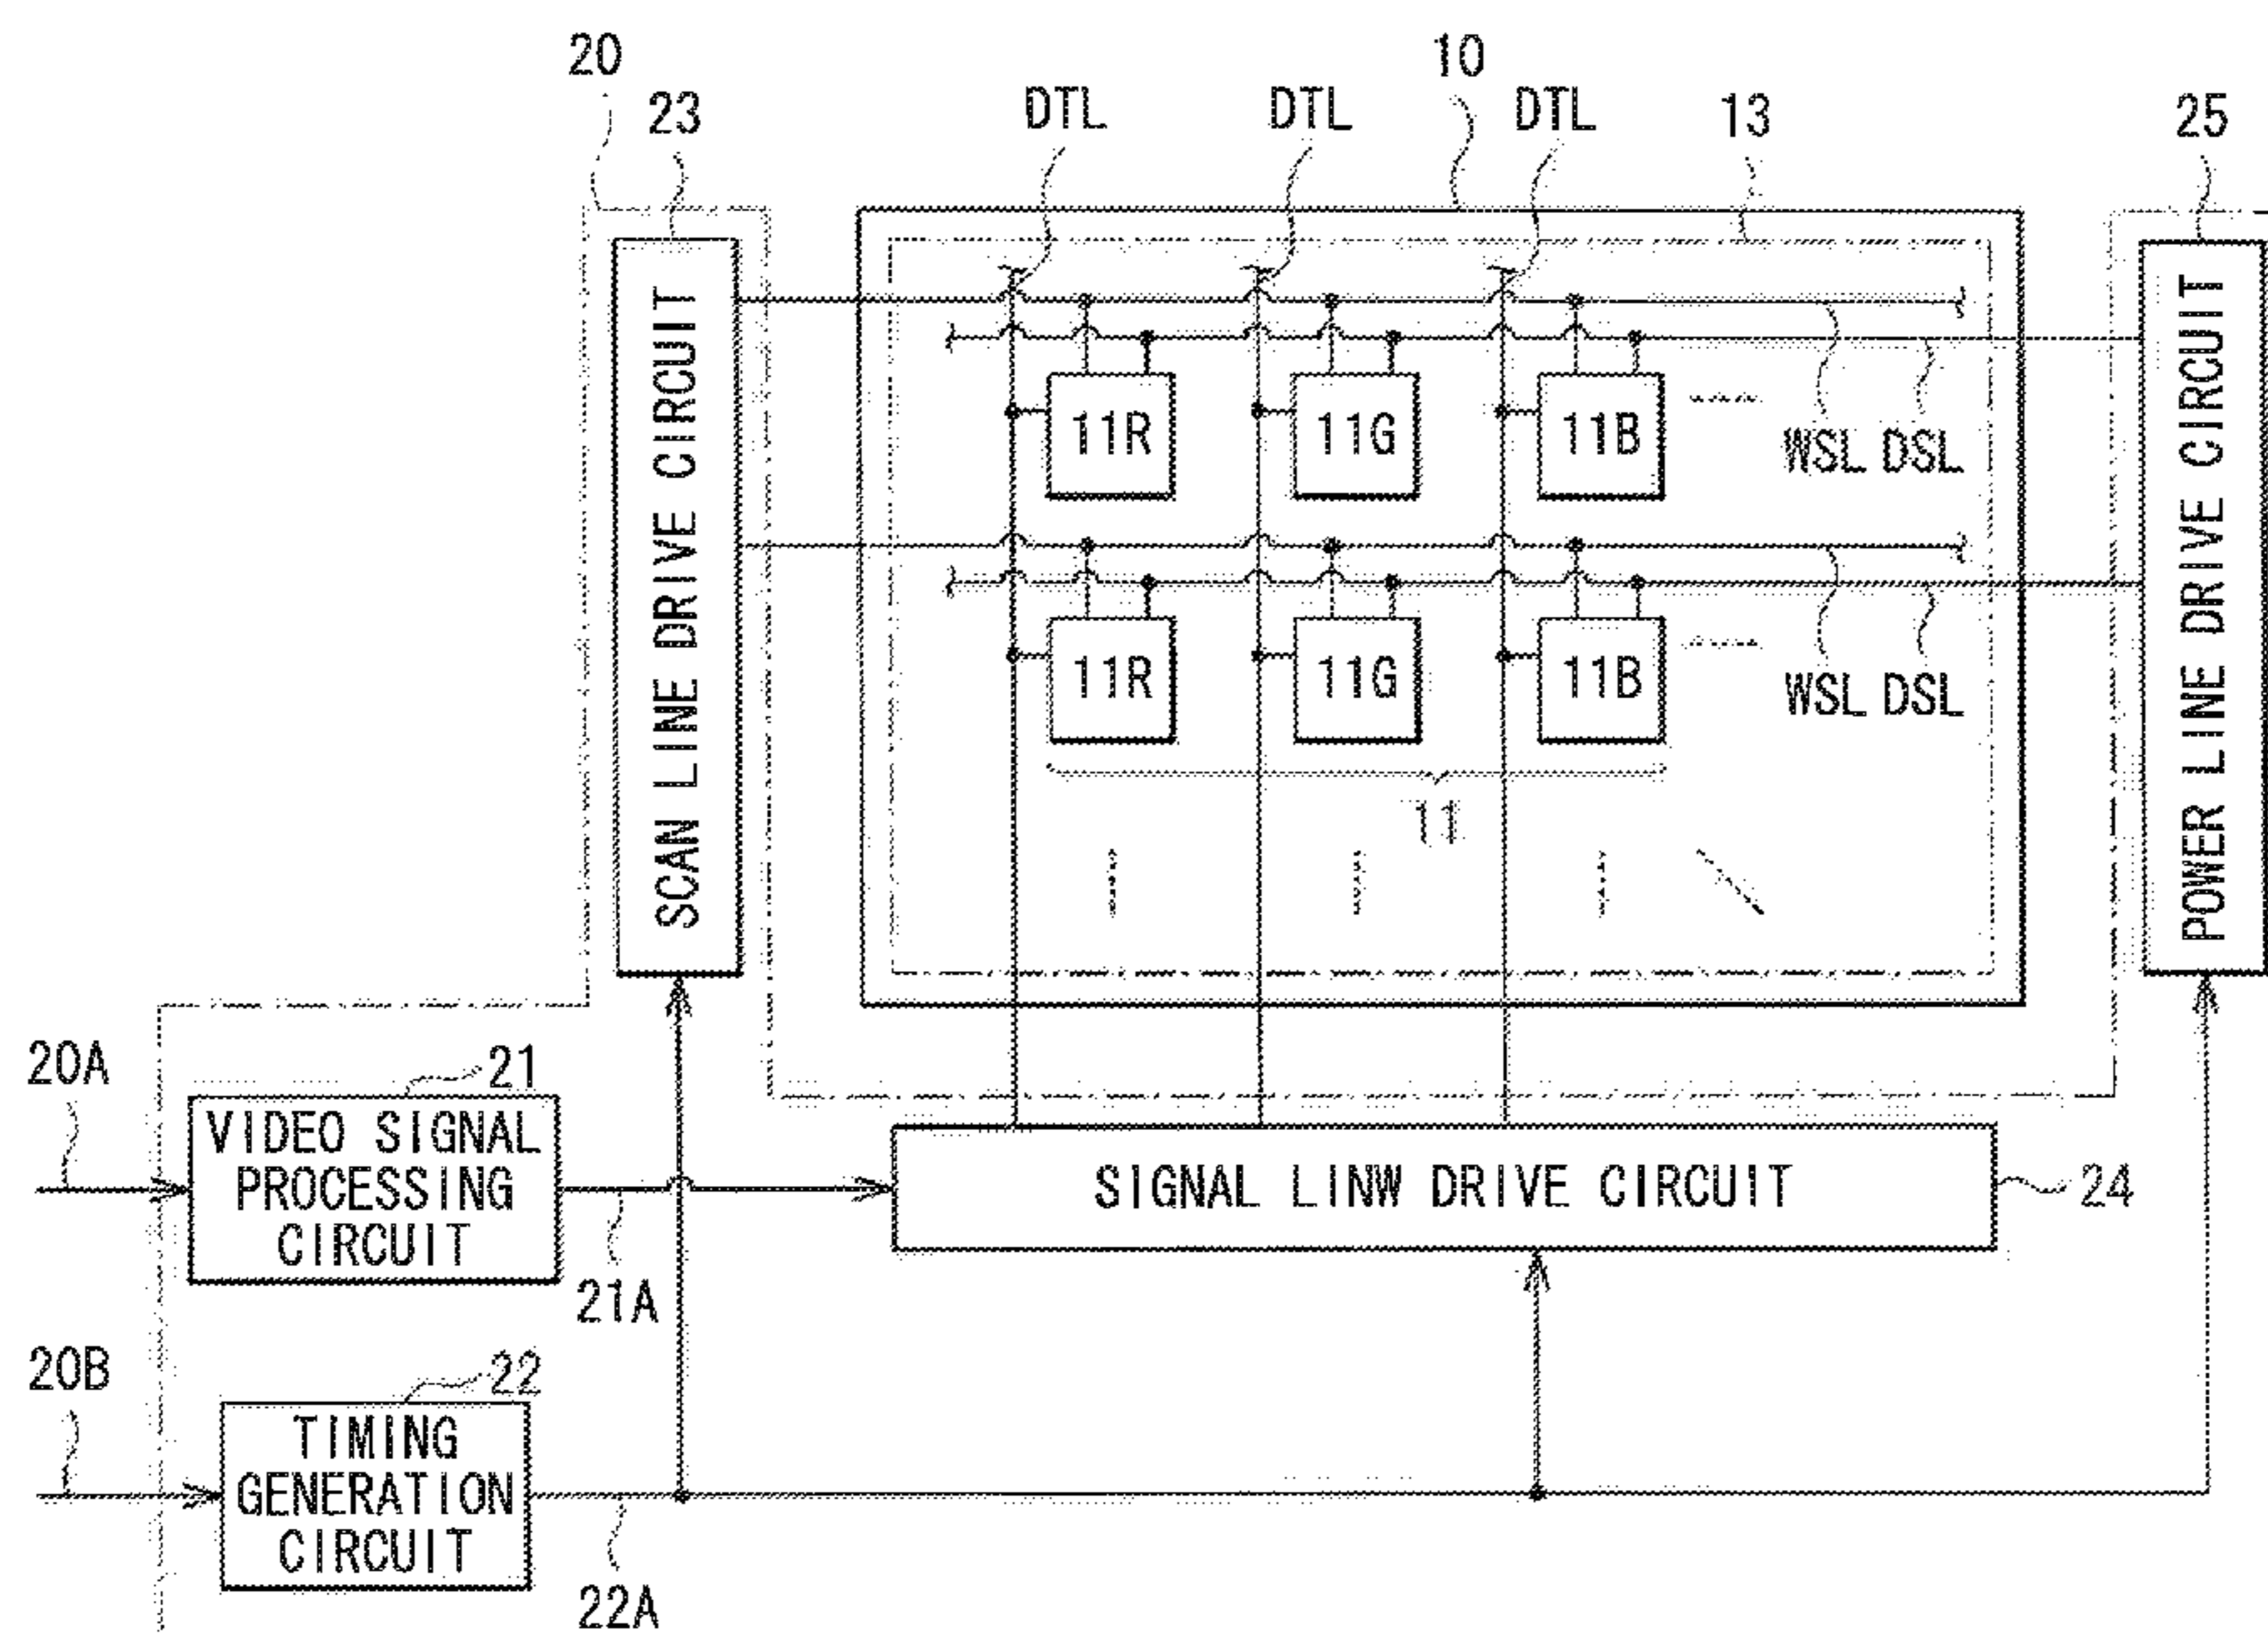 20
10
23
DTL
DTL
DTL
13
25
SCAN LINE DRIVE CIRCUIT
POWER LINE DRIVE CIRCUIT
11R
11G
11B
WSL
DSL
11R
11G
11B
WSL
DSL
11
20A
21
VIDEO SIGNAL
PROCESSING
CIRCUIT
21A
SIGNAL LINW DRIVE CIRCUIT
24
20B
22
TIMING
GENERATION
CIRCUIT
22A